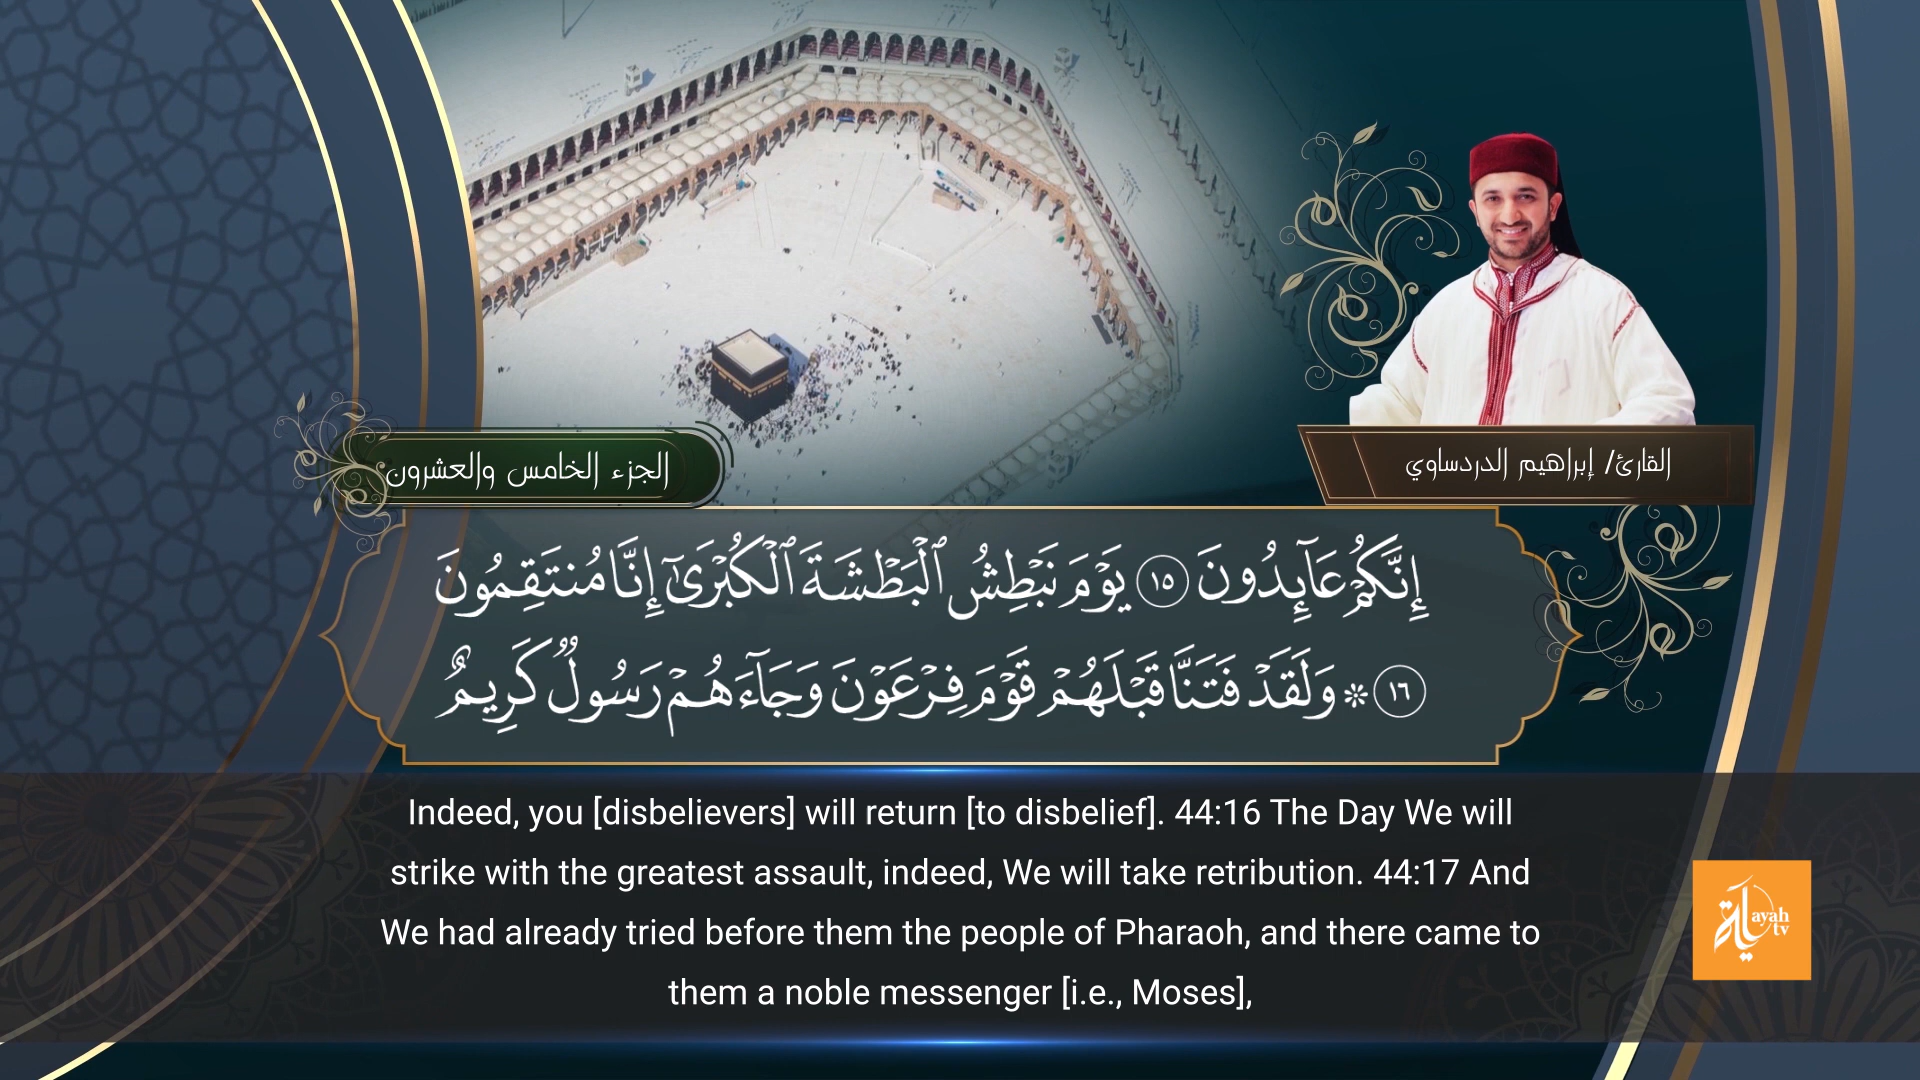 الجزء الخامس والعشرون
القارئ/ إبراهيم الدردساوي
إِنَّكُمْ عَآئِدُونَ ١٥ يَوْمَ نَبْطِشُ ٱلْبَطْشَةَ ٱلْكُبْرَىٰٓ إِنَّا مُنتَقِمُونَ
١٦ ۞ وَلَقَدْ فَتَنَّا قَبْلَهُمْ قَوْمَ فِرْعَوْنَ وَجَآءَهُمْ رَسُولٌ كَرِيمٌ
Indeed, you [disbelievers] will return [to disbelief]. 44:16 The Day We will
strike with the greatest assault, indeed, We will take retribution. 44:17 And
We had already tried before them the people of Pharaoh, and there came to
them a noble messenger [i.e., Moses],
آية ayah
tv